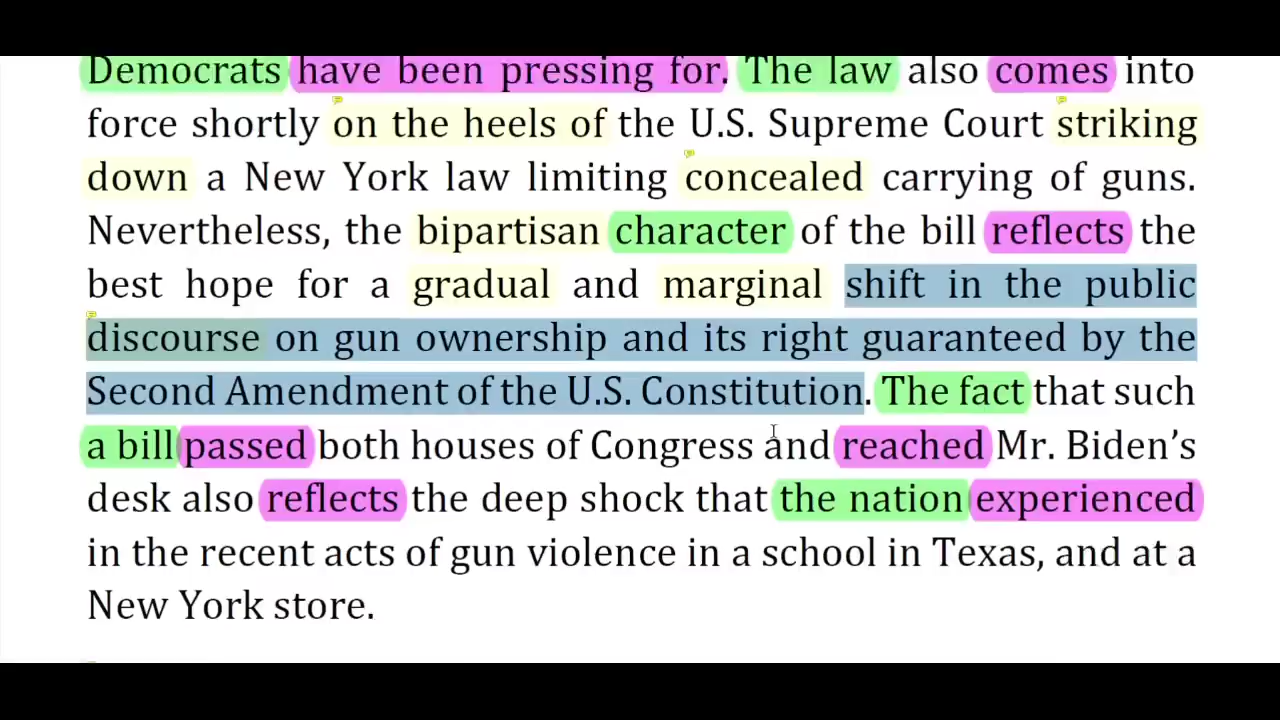 Democrats have been pressing for. The law also comes into
force shortly on the heels of the U.S. Supreme Court striking
down a New York law limiting concealed carrying of guns.
Nevertheless, the bipartisan character of the bill reflects the
best hope for a gradual and marginal shift in the public
discourse on gun ownership and its right guaranteed by the
Second Amendment of the U.S. Constitution. The fact that such
a bill passed both houses of Congress and reached Mr. Biden’s
desk also reflects the deep shock that the nation experienced
in the recent acts of gun violence in a school in Texas, and at a
New York store.